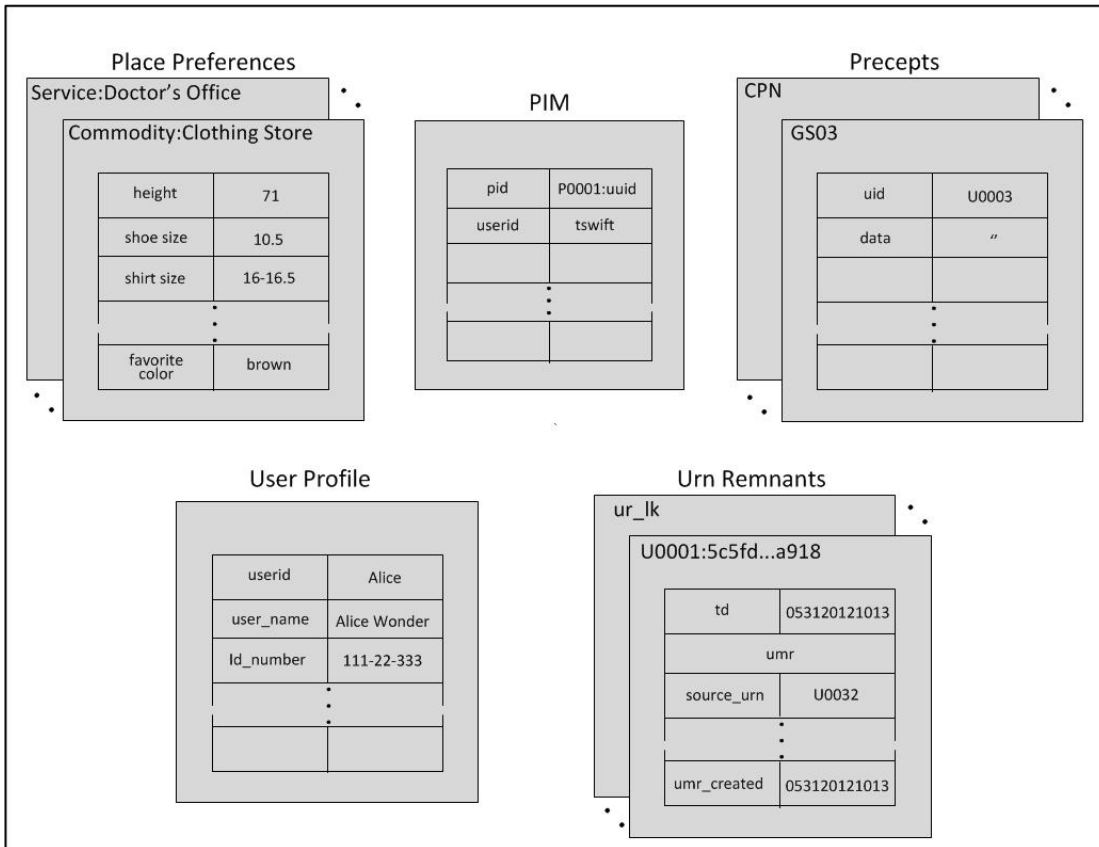 Place Preferences
Service:Doctor's Office
Commodity:Clothing Store
height 71
shoe size 10.5
shirt size 16-16.5
favorite color brown
PIM
pid P0001:uuid
userid tswift
Precepts
CPN
GS03
uid U0003
data “
User Profile
userid Alice
user_name Alice Wonder
Id_number 111-22-333
Urn Remnants
ur_lk
U0001:5c5fd...a918
td 053120121013
umr
source_urn U0032
umr_created 053120121013